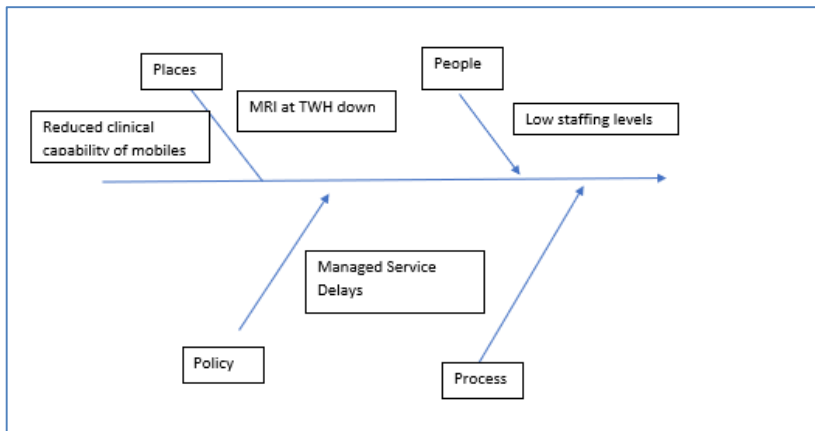 Places
People
MRI at TWH down
Low staffing levels
Reduced clinical
capability of mobiles
Managed Service
Delays
Policy
Process